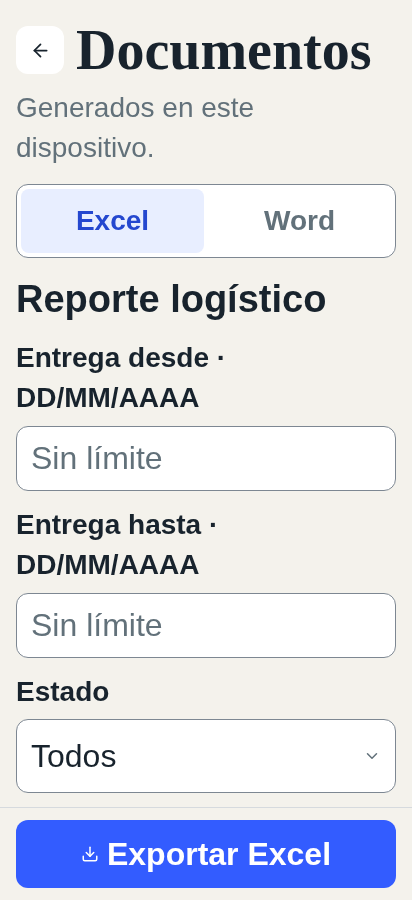 Documentos
Generados en este
dispositivo.
Excel
Word
Reporte logístico
Entrega desde ·
DD/MM/AAAA
Sin límite
Entrega hasta ·
DD/MM/AAAA
Sin límite
Estado
Todos
Exportar Excel